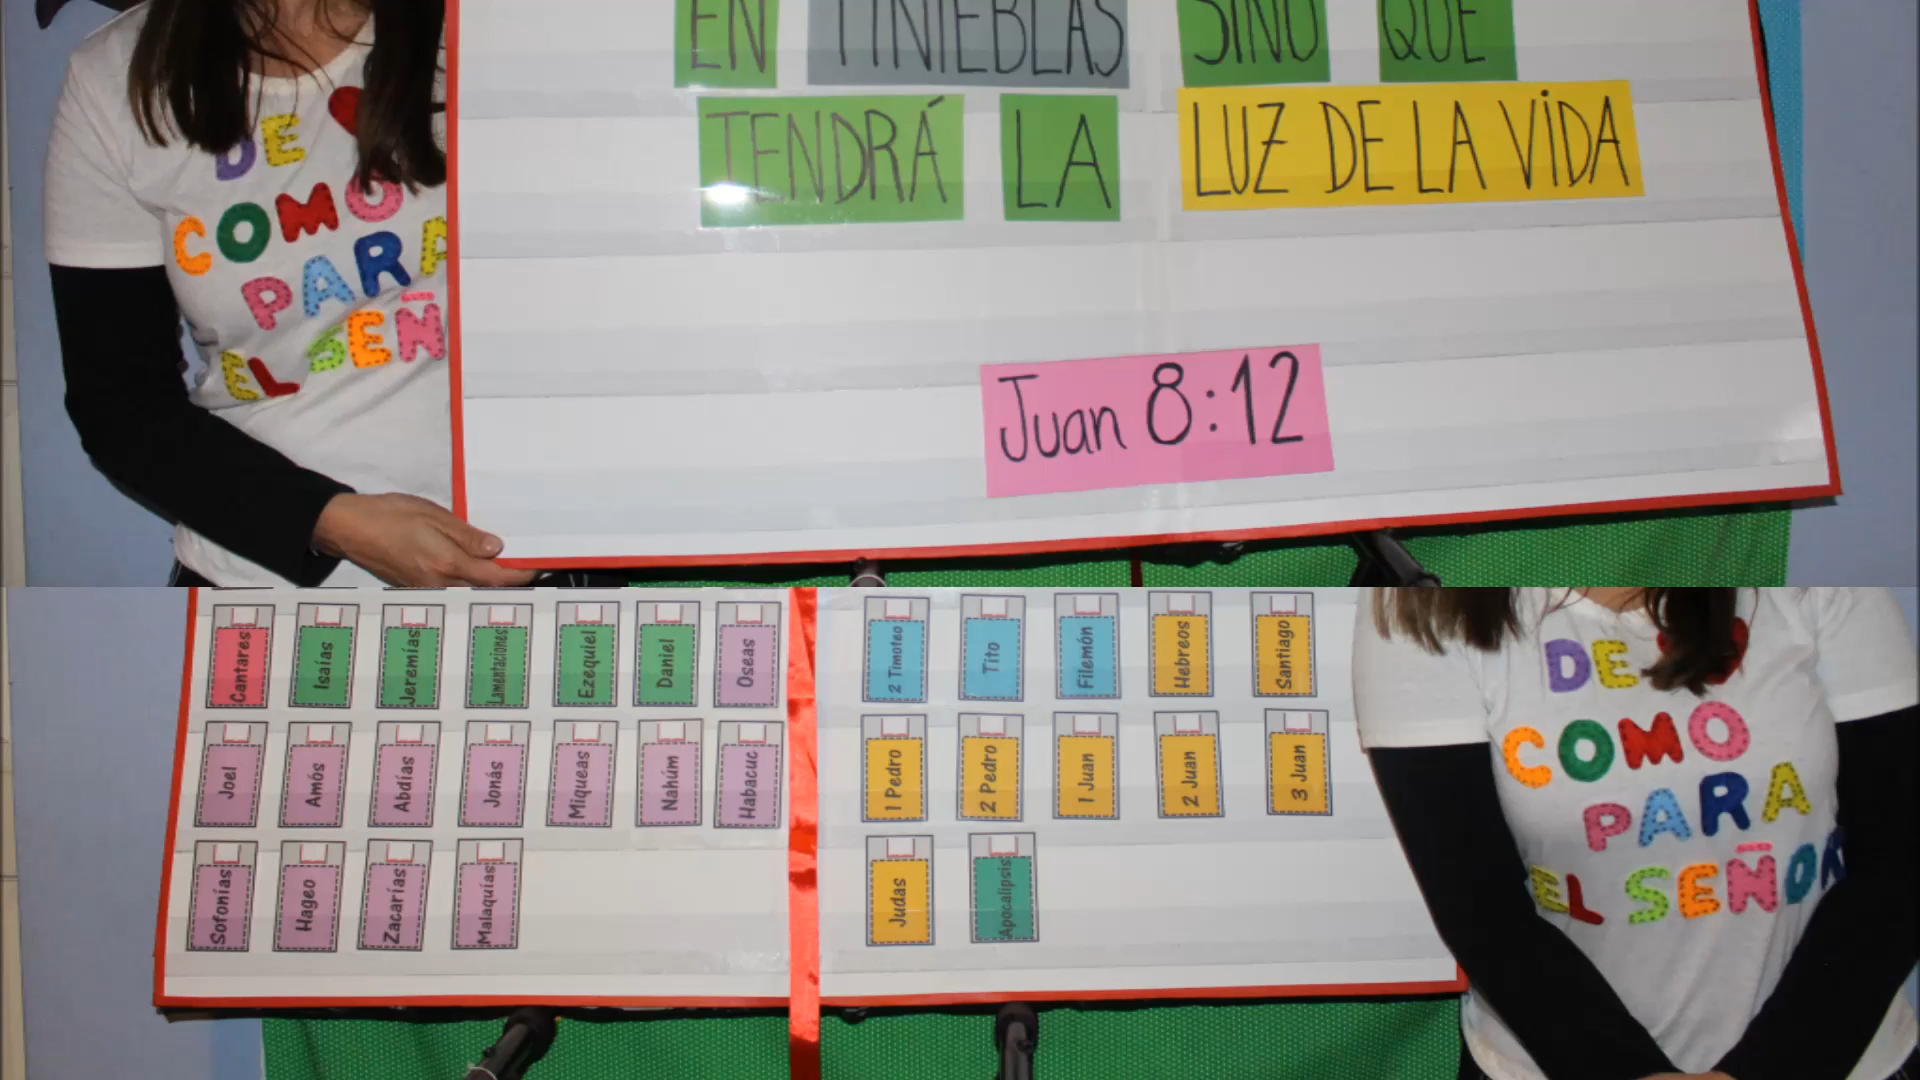 EN TINIEBLAS SINO QUE
TENDRÁ LA LUZ DE LA VIDA
Juan 8:12
DE
COMO
PARA
EL SEÑ
Cantares Isaías Jeremías Lamentaciones Ezequiel Daniel Oseas
Joel Amós Abdías Jonás Miqueas Nahúm Habacuc
Sofonías Hageo Zacarías Malaquías
2 Timoteo Tito Filemón Hebreos Santiago
1 Pedro 2 Pedro 1 Juan 2 Juan 3 Juan
Judas Apocalipsis
DE
COMO
PARA
EL SEÑOR